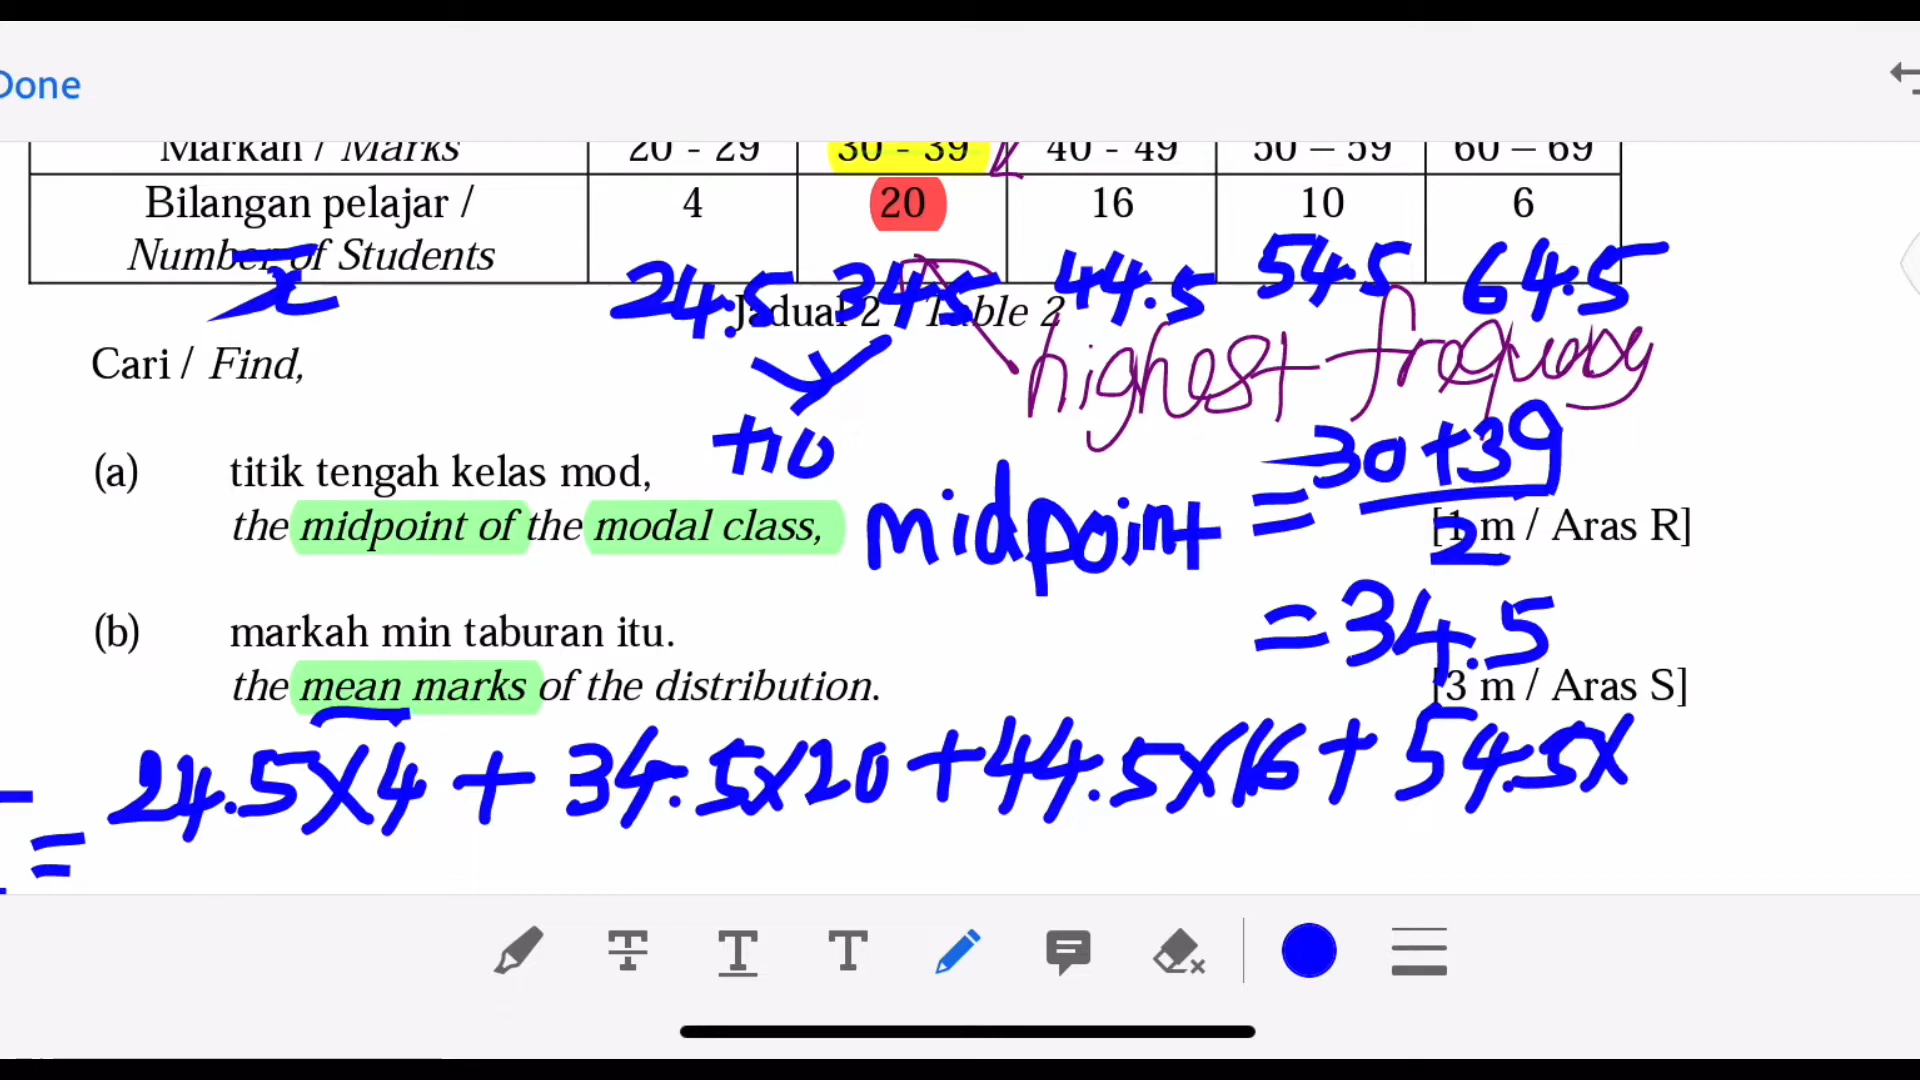 Done
Markah / Marks 20 - 29 30 - 39 40 - 49 50 – 59 60 – 69
Bilangan pelajar / 4 20 16 10 6
Number of Students
x̄ 24.5 34.5 44.5 54.5 64.5
Jadual 2 / Table 2
Cari / Find, highest frequency
+10
(a) titik tengah kelas mod,
the midpoint of the modal class, [1 m / Aras R]
midpoint = 30+39
2
= 34.5
(b) markah min taburan itu.
the mean marks of the distribution. [3 m / Aras S]
= 24.5x4 + 34.5x20 + 44.5x16 + 54.5x
T T T